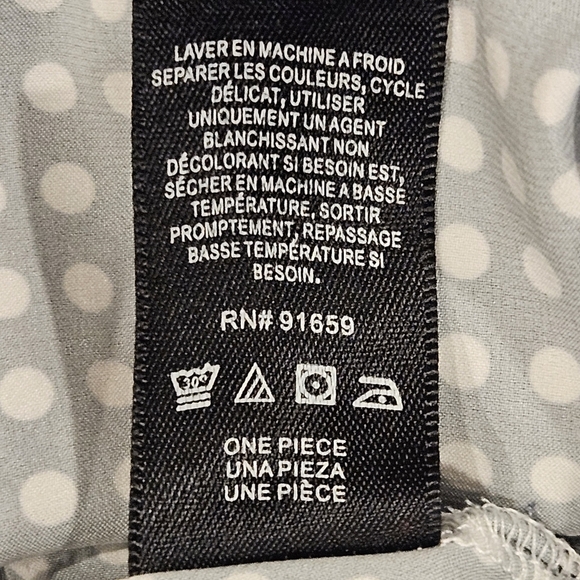 LAVER EN MACHINE A FROID
SEPARER LES COULEURS, CYCLE
DÉLICAT, UTILISER
UNIQUEMENT UN AGENT
BLANCHISSANT NON
DÉCOLORANT SI BESOIN EST,
SÉCHER EN MACHINE A BASSE
TEMPÉRATURE, SORTIR
PROMPTEMENT, REPASSAGE
BASSE TEMPÉRATURE SI
BESOIN.
RN# 91659
30°
ONE PIECE
UNA PIEZA
UNE PIÈCE